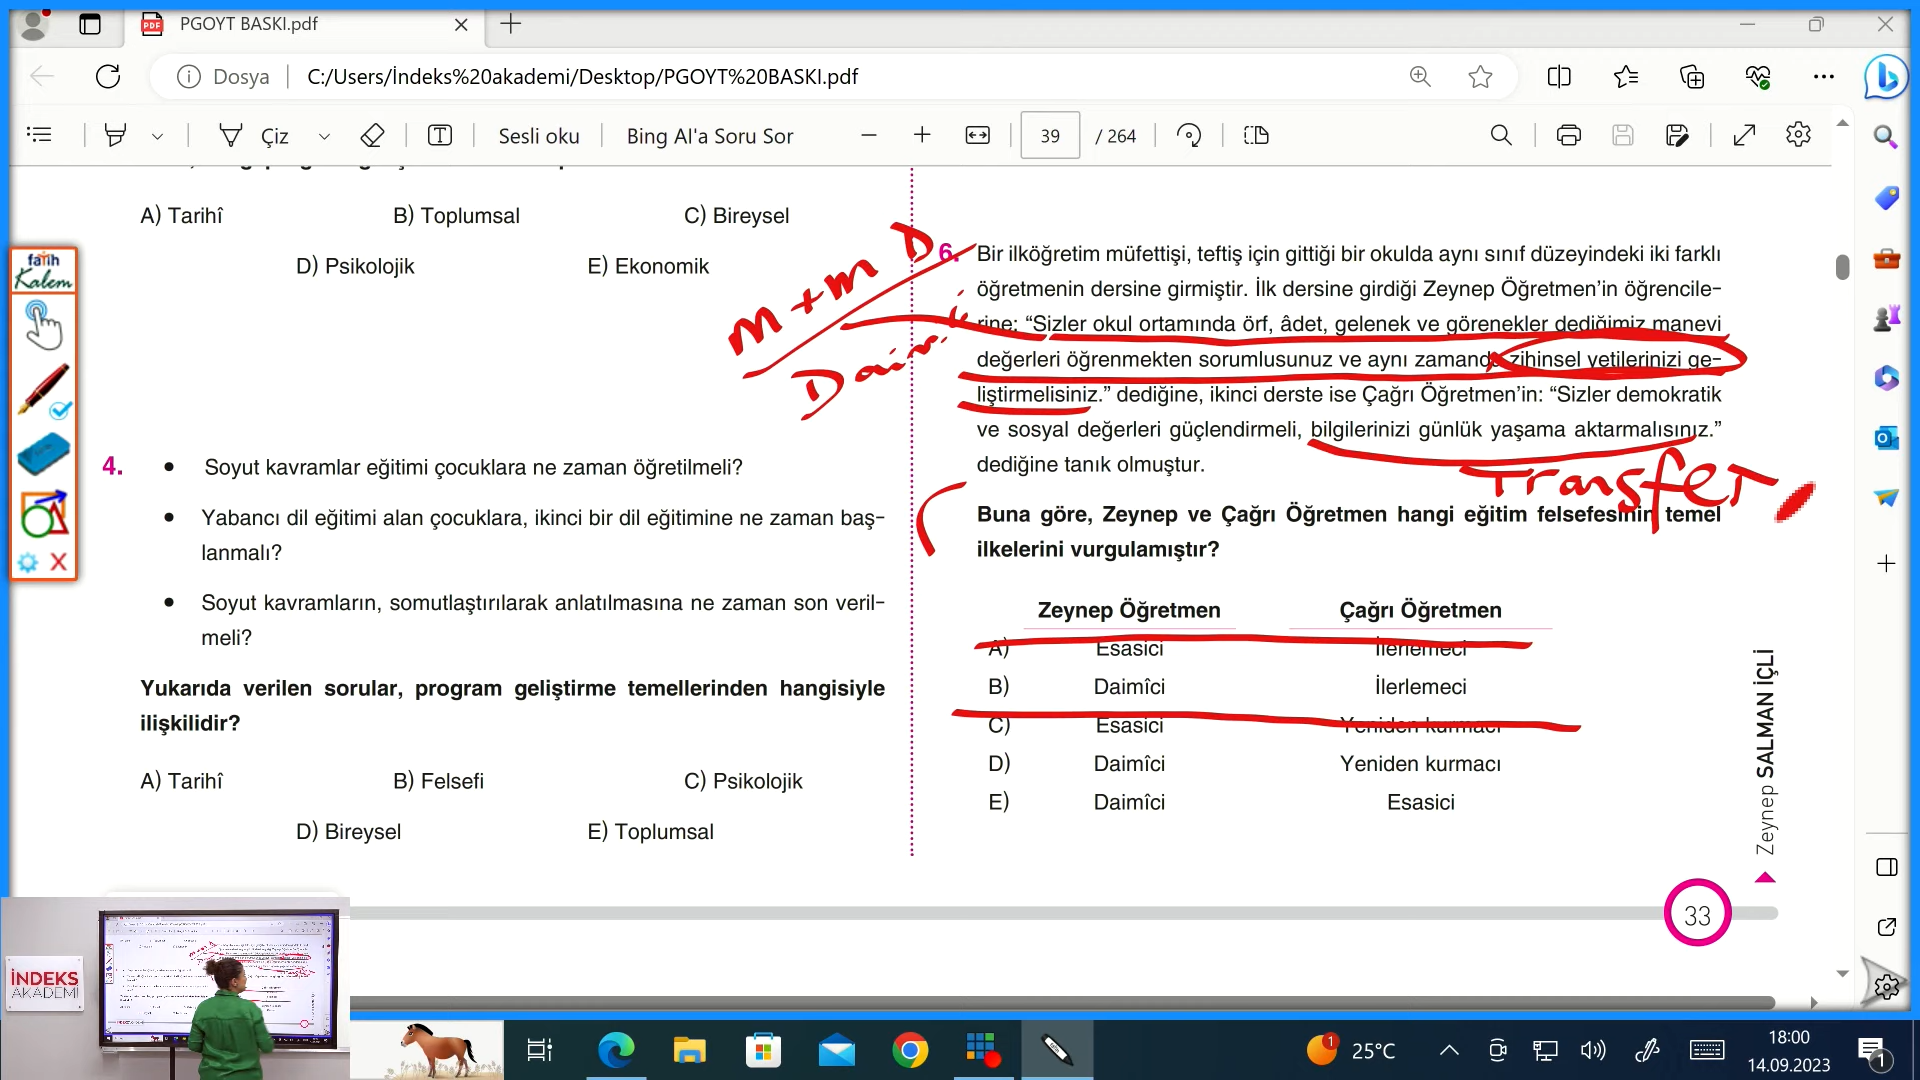 PGOYT BASKI.pdf
Dosya
C:/Users/İndeks%20akademi/Desktop/PGOYT%20BASKI.pdf
Çiz
Sesli oku
Bing AI'a Soru Sor
39
/ 264
A) Tarihî
B) Toplumsal
C) Bireysel
D) Psikolojik
E) Ekonomik
fatih
Kalem
4.
• Soyut kavramlar eğitimi çocuklara ne zaman öğretilmeli?
• Yabancı dil eğitimi alan çocuklara, ikinci bir dil eğitimine ne zaman baş-
lanmalı?
• Soyut kavramların, somutlaştırılarak anlatılmasına ne zaman son veril-
meli?
Yukarıda verilen sorular, program geliştirme temellerinden hangisiyle
ilişkilidir?
A) Tarihî
B) Felsefi
C) Psikolojik
D) Bireysel
E) Toplumsal
m+m D
Daimi
6. Bir ilköğretim müfettişi, teftiş için gittiği bir okulda aynı sınıf düzeyindeki iki farklı
öğretmenin dersine girmiştir. İlk dersine girdiği Zeynep Öğretmen'in öğrencile-
rine: “Sizler okul ortamında örf, âdet, gelenek ve görenekler dediğimiz manevi
değerleri öğrenmekten sorumlusunuz ve aynı zamanda zihinsel yetilerinizi ge-
liştirmelisiniz.” dediğine, ikinci derste ise Çağrı Öğretmen'in: “Sizler demokratik
ve sosyal değerleri güçlendirmeli, bilgilerinizi günlük yaşama aktarmalısınız.”
dediğine tanık olmuştur.
Transfer
Buna göre, Zeynep ve Çağrı Öğretmen hangi eğitim felsefesinin temel
ilkelerini vurgulamıştır?
Zeynep Öğretmen Çağrı Öğretmen
A) Esasici İlerlemeci
B) Daimîci İlerlemeci
C) Esasici Yeniden kurmacı
D) Daimîci Yeniden kurmacı
E) Daimîci Esasici
Zeynep SALMAN İÇLİ
33
İNDEKS
AKADEMİ
1
25°C
18:00
14.09.2023
1